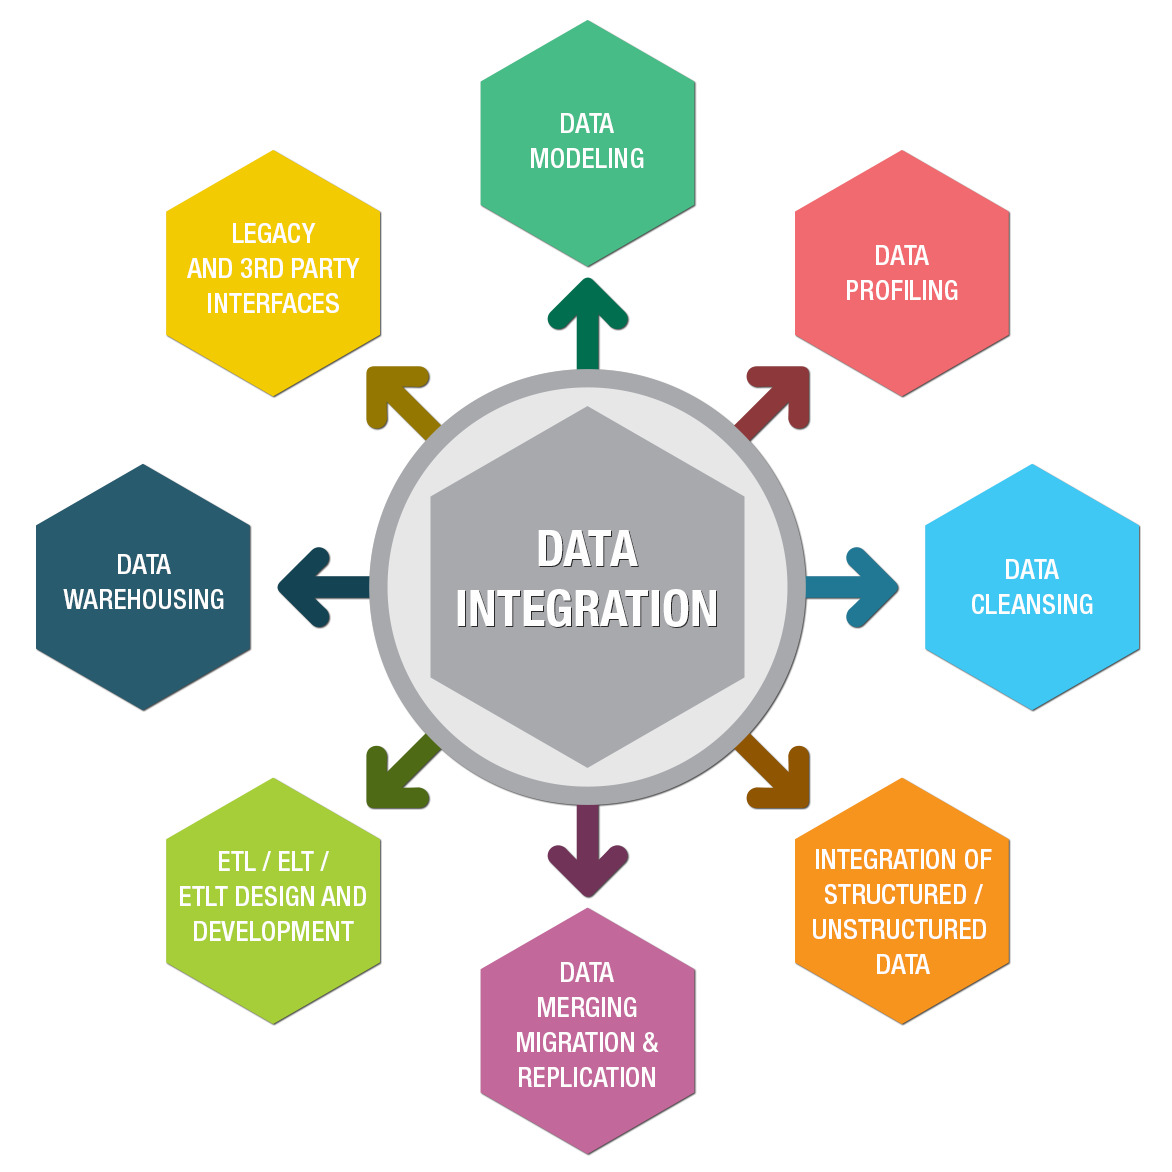 DATA
MODELING
LEGACY
AND 3RD PARTY
INTERFACES
DATA
PROFILING
DATA
INTEGRATION
DATA
WAREHOUSING
DATA
CLEANSING
ETL / ELT /
ETLT DESIGN AND
DEVELOPMENT
INTEGRATION OF
STRUCTURED /
UNSTRUCTURED
DATA
DATA
MERGING
MIGRATION &
REPLICATION